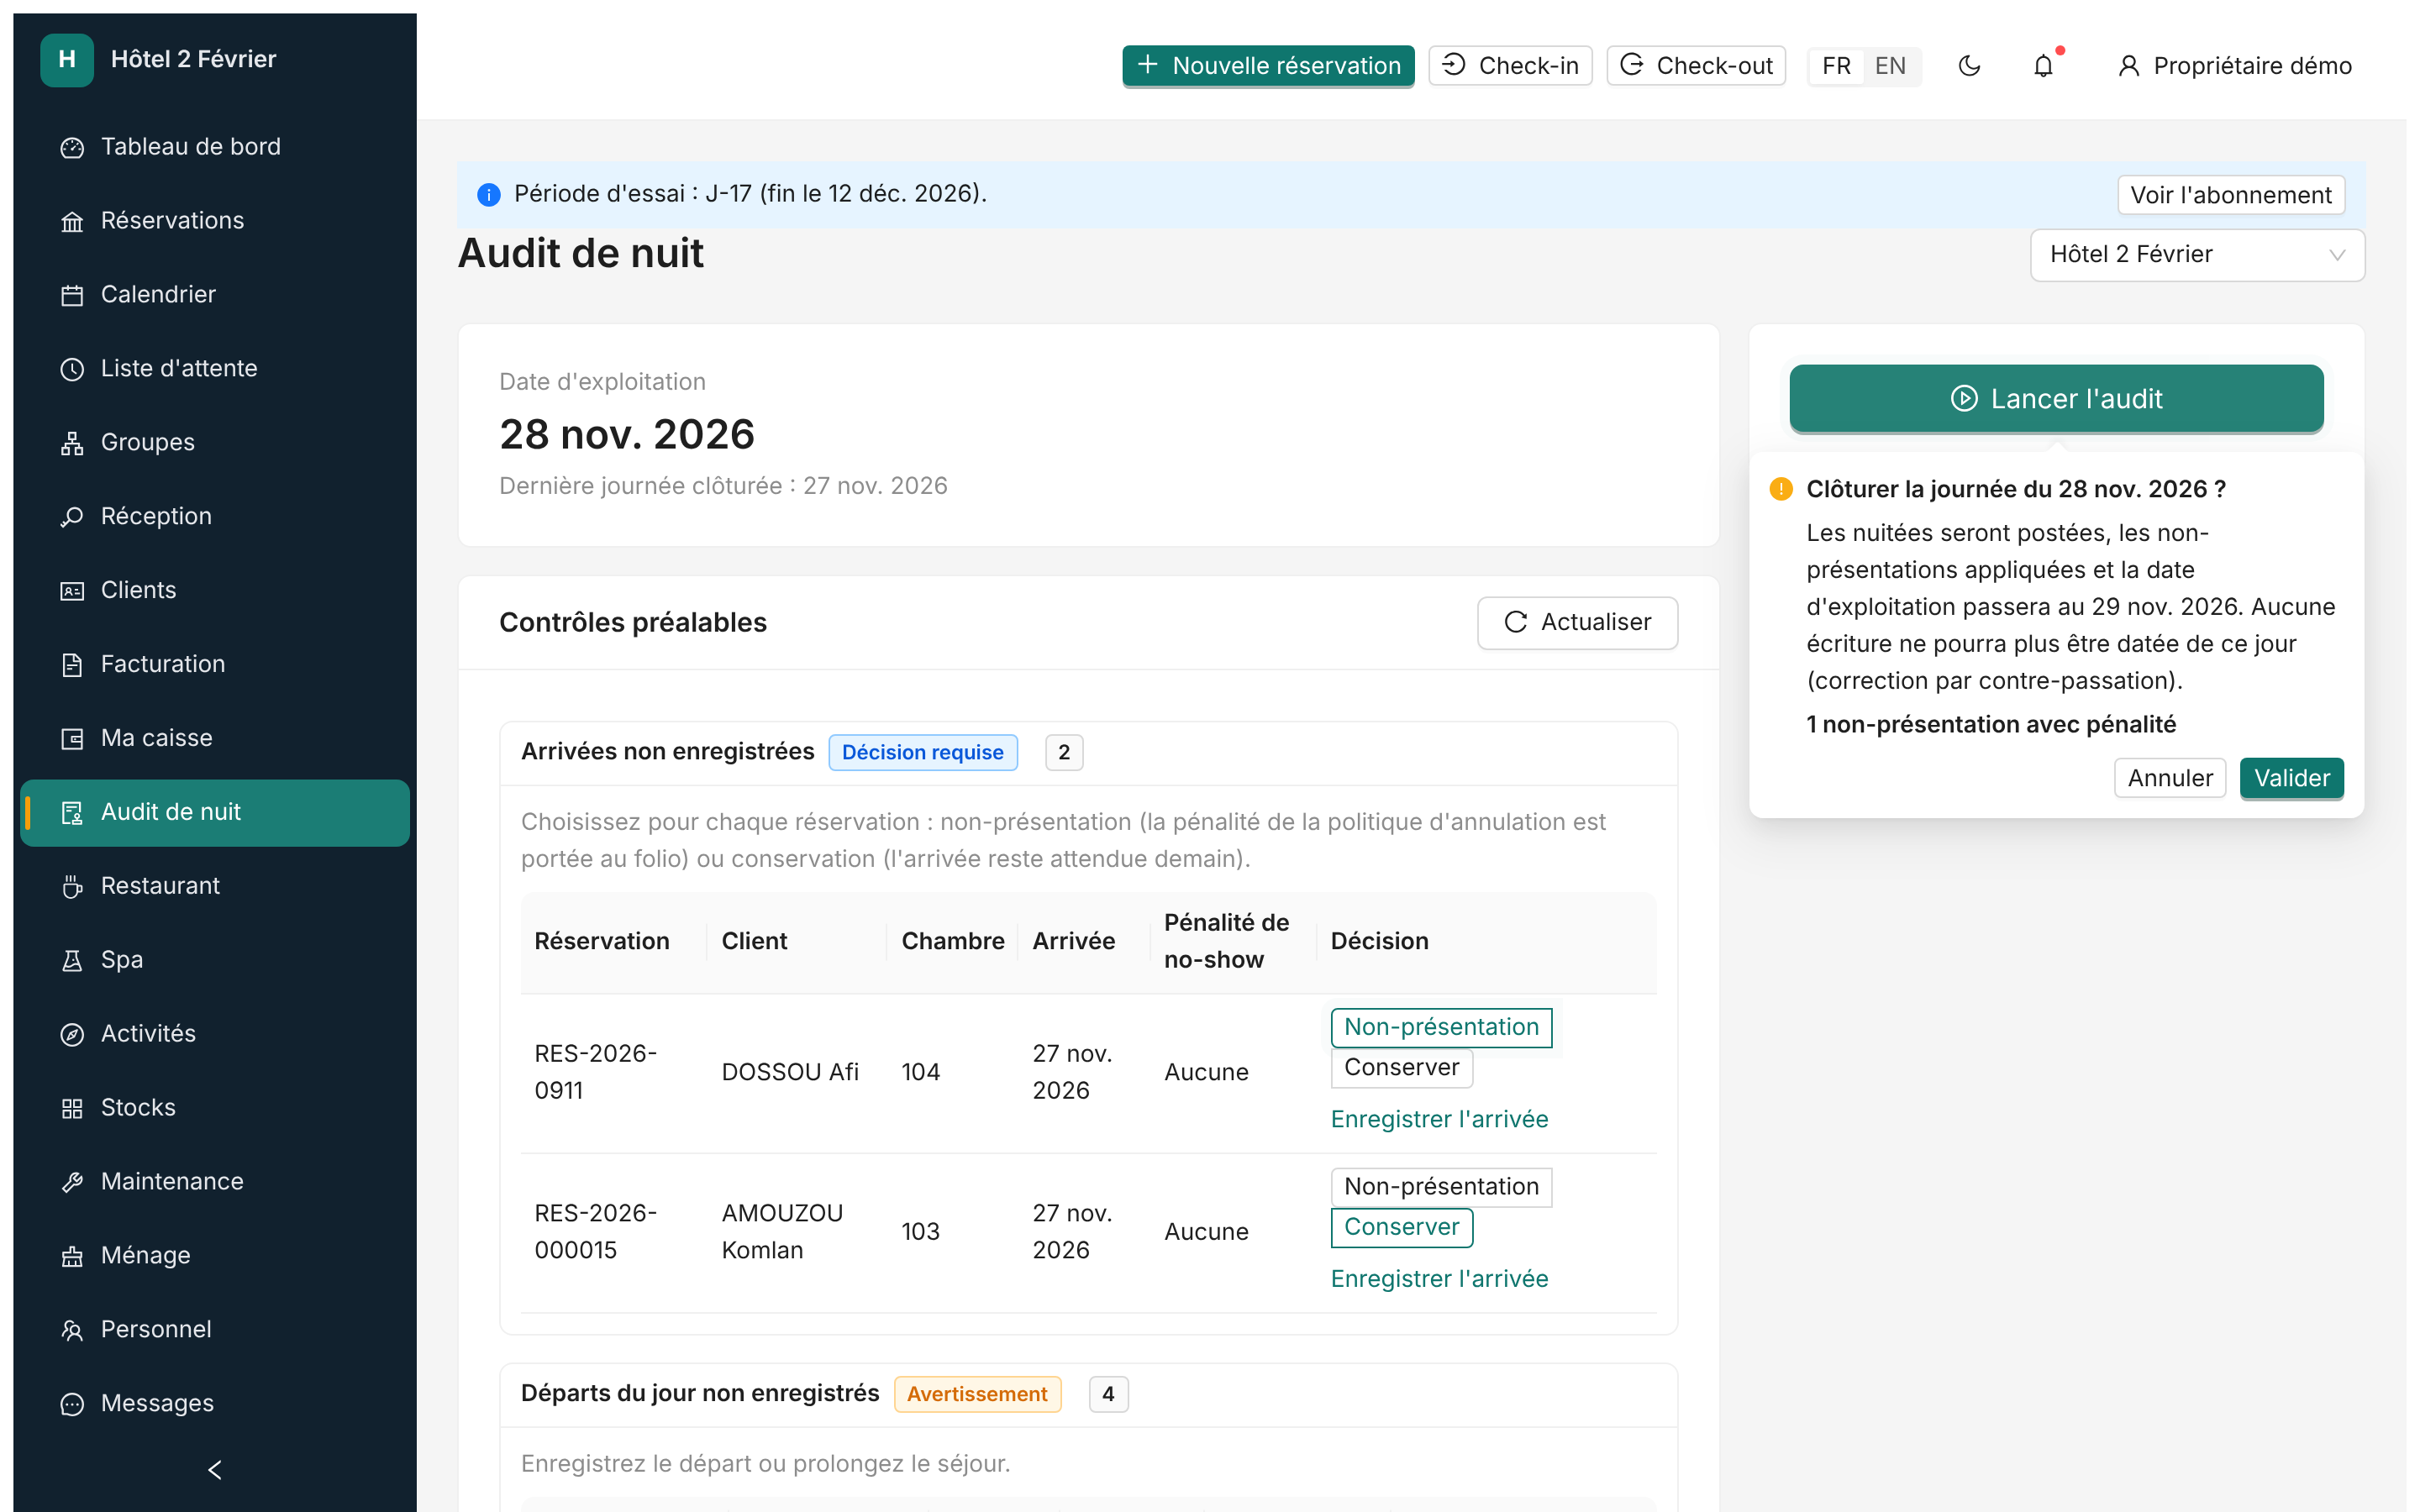 H Hôtel 2 Février
Tableau de bord
Réservations
Calendrier
Liste d'attente
Groupes
Réception
Clients
Facturation
Ma caisse
Audit de nuit
Restaurant
Spa
Activités
Stocks
Maintenance
Ménage
Personnel
Messages
Nouvelle réservation Check-in Check-out FR EN Propriétaire démo
Période d'essai : J-17 (fin le 12 déc. 2026). Voir l'abonnement
Audit de nuit Hôtel 2 Février
Date d'exploitation
28 nov. 2026
Dernière journée clôturée : 27 nov. 2026
Lancer l'audit
Clôturer la journée du 28 nov. 2026 ?
Les nuitées seront postées, les non-
présentations appliquées et la date
d'exploitation passera au 29 nov. 2026. Aucune
écriture ne pourra plus être datée de ce jour
(correction par contre-passation).
1 non-présentation avec pénalité
Annuler Valider
Contrôles préalables Actualiser
Arrivées non enregistrées Décision requise 2
Choisissez pour chaque réservation : non-présentation (la pénalité de la politique d'annulation est
portée au folio) ou conservation (l'arrivée reste attendue demain).
Réservation Client Chambre Arrivée Pénalité de no-show Décision
RES-2026-0911 DOSSOU Afi 104 27 nov. 2026 Aucune Non-présentation
Conserver
Enregistrer l'arrivée
RES-2026-000015 AMOUZOU Komlan 103 27 nov. 2026 Aucune Non-présentation
Conserver
Enregistrer l'arrivée
Départs du jour non enregistrés Avertissement 4
Enregistrez le départ ou prolongez le séjour.